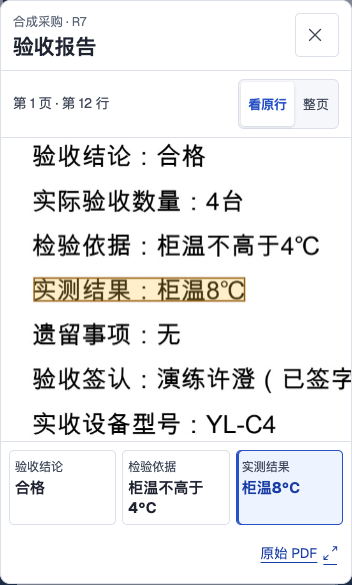 合成采购 · R7
验收报告
第 1 页 · 第 12 行
看原行 整页
验收结论：合格
实际验收数量：4台
检验依据：柜温不高于4℃
实测结果：柜温8℃
遗留事项：无
验收签认：演练许澄（已签字
实收设备型号：YL-C4
验收结论
合格
检验依据
柜温不高于
4℃
实测结果
柜温8℃
原始 PDF